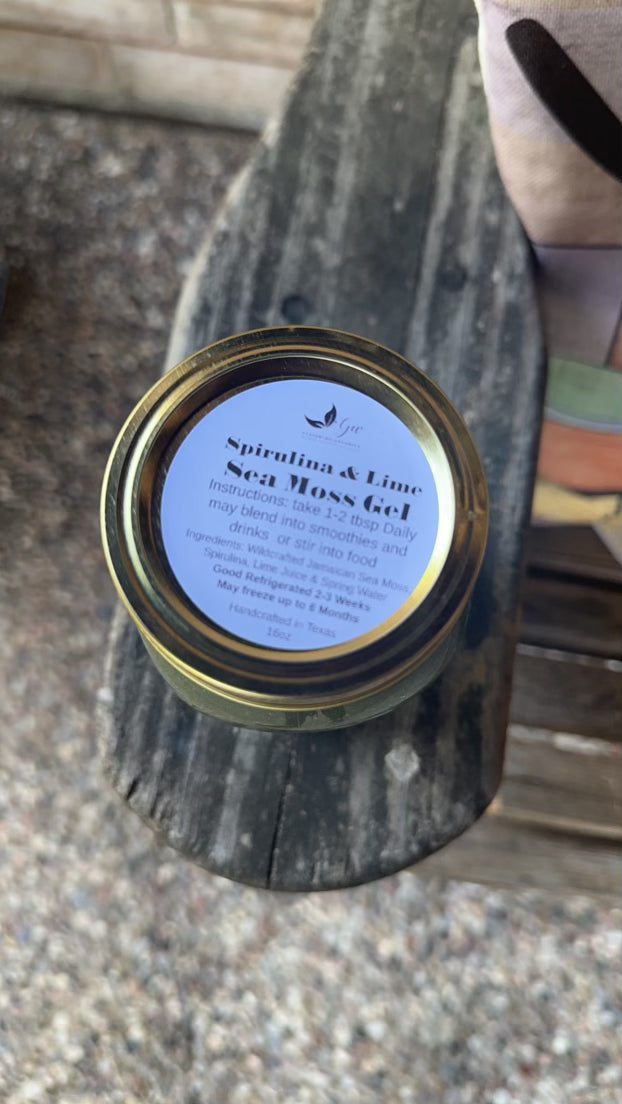 Gw
Spirulina & Lime
Sea Moss Gel
Instructions: take 1-2 tbsp Daily
may blend into smoothies and
drinks or stir into food
Ingredients: Wildcrafted Jamaican Sea Moss,
Spirulina, Lime Juice & Spring Water
Good Refrigerated 2-3 Weeks
May freeze up to 6 Months
Handcrafted in Texas
16oz